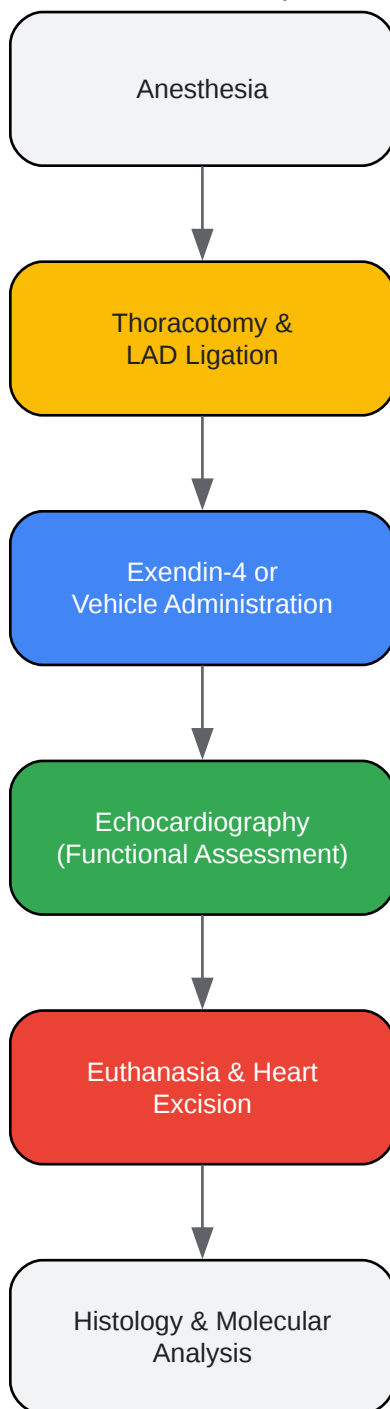 Anesthesia
Thoracotomy &
LAD Ligation
Exendin-4 or
Vehicle Administration
Echocardiography
(Functional Assessment)
Euthanasia & Heart
Excision
Histology & Molecular
Analysis